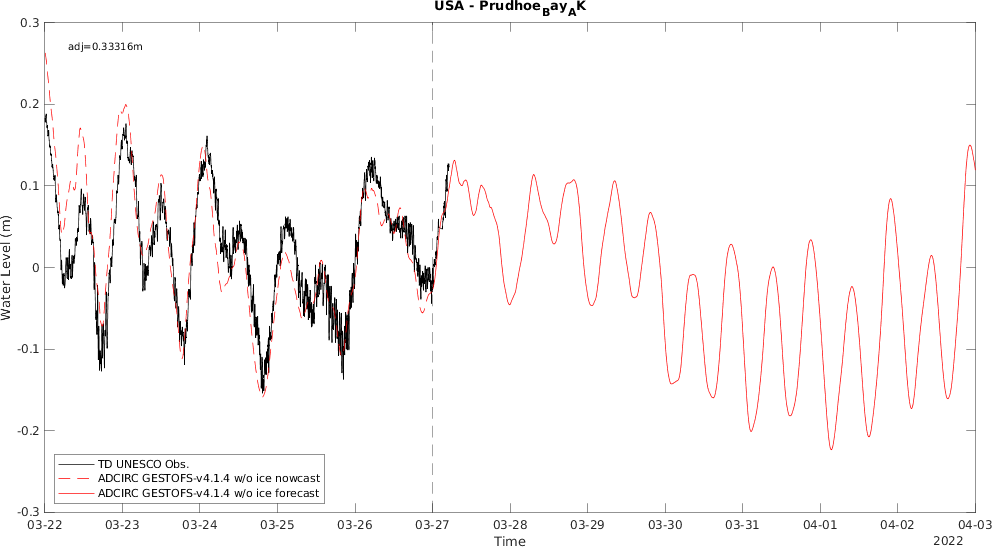 USA - Prudhoe_Bay_AK
0.3
adj=0.33316m
0.2
0.1
0
-0.1
-0.2
-0.3
Water Level (m)
TD UNESCO Obs.
ADCIRC GESTOFS-v4.1.4 w/o ice nowcast
ADCIRC GESTOFS-v4.1.4 w/o ice forecast
03-22 03-23 03-24 03-25 03-26 03-27 03-28 03-29 03-30 03-31 04-01 04-02 04-03
Time
2022